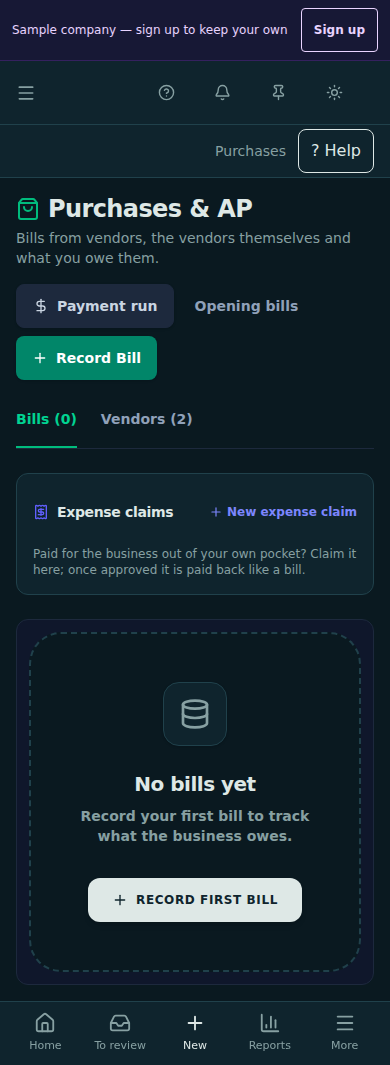 Sample company — sign up to keep your own
Sign up
Purchases
? Help
Purchases & AP
Bills from vendors, the vendors themselves and
what you owe them.
Payment run
Opening bills
Record Bill
Bills (0)
Vendors (2)
Expense claims
New expense claim
Paid for the business out of your own pocket? Claim it
here; once approved it is paid back like a bill.
No bills yet
Record your first bill to track
what the business owes.
RECORD FIRST BILL
Home
To review
New
Reports
More